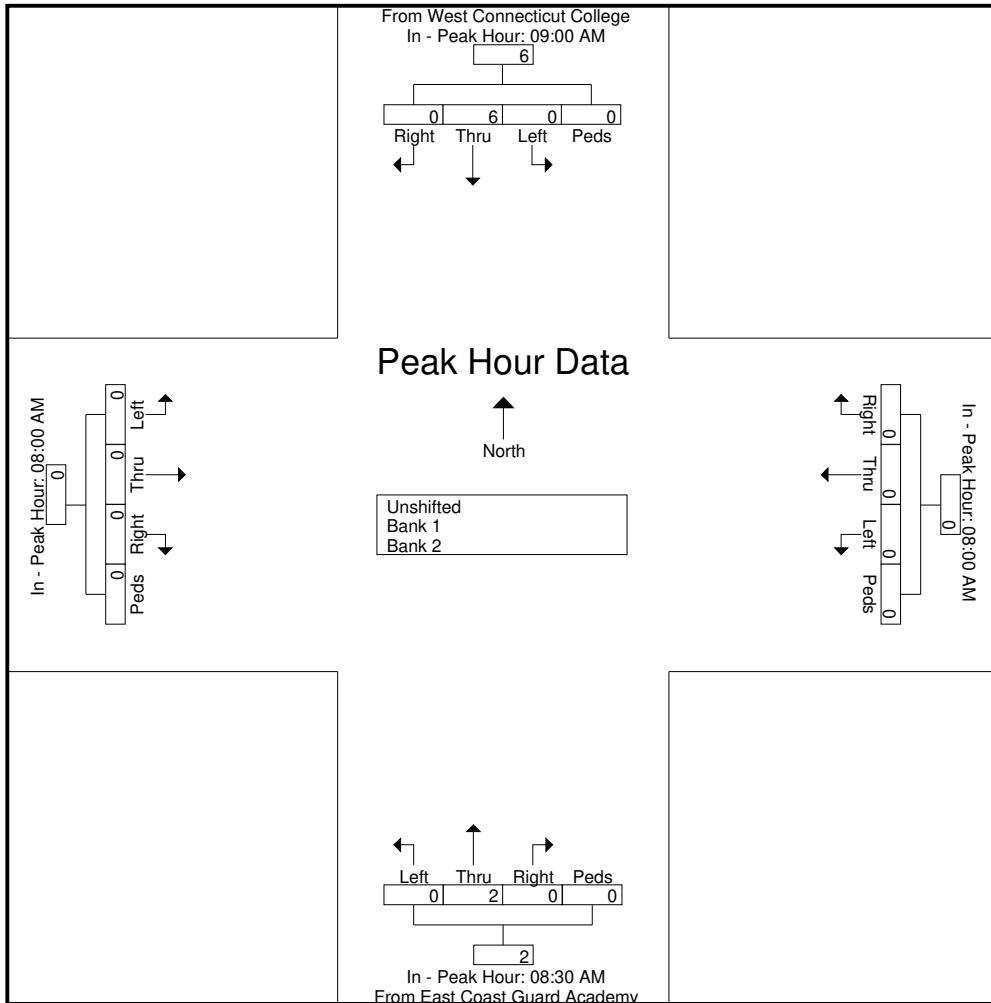 From West Connecticut College
In - Peak Hour: 09:00 AM
6
0 6 0 0
Right Thru Left Peds
Peak Hour Data
North
Unshifted
Bank 1
Bank 2
In - Peak Hour: 08:00 AM
0
0 0 0 0
Left Thru Right Peds
In - Peak Hour: 08:00 AM
0
0 0 0 0
Right Thru Left Peds
Left Thru Right Peds
0 2 0 0
2
In - Peak Hour: 08:30 AM
From East Coast Guard Academy